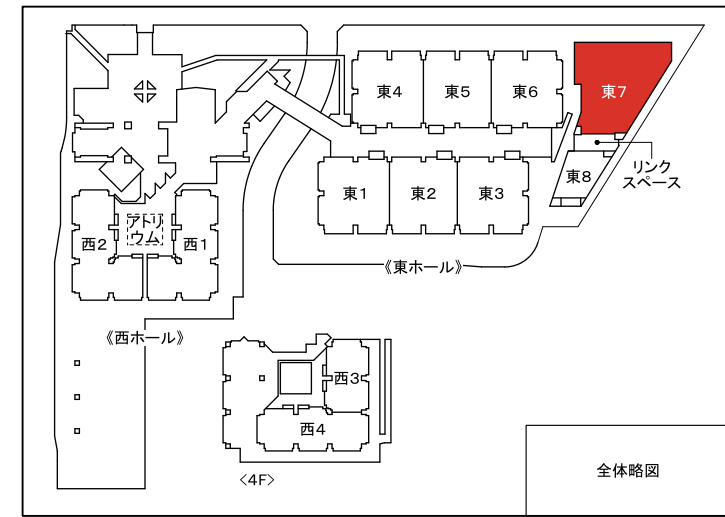 東4
東5
東6
東7
リンク
スペース
東8
東1
東2
東3
アトリ
ウム
西2
西1
《東ホール》
《西ホール》
西3
西4
〈4F〉
全体略図